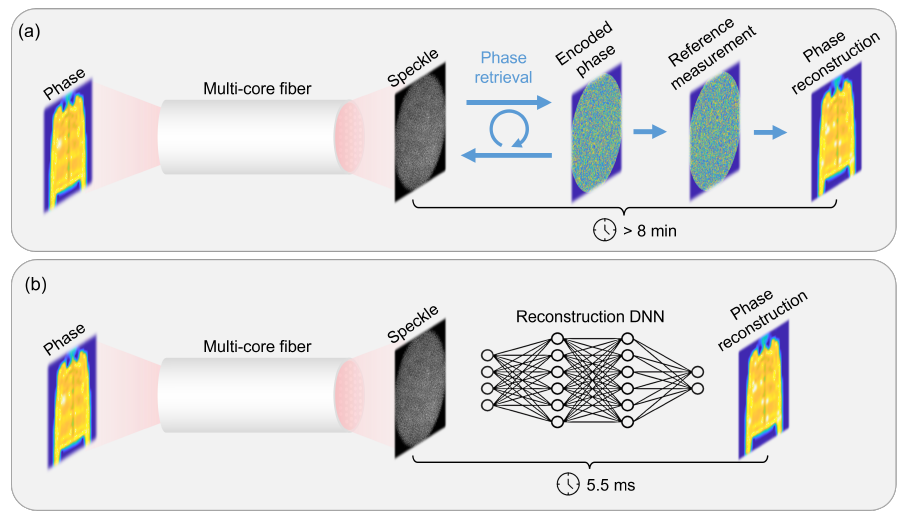 (a)
Phase
Multi-core fiber
Speckle
Phase
retrieval
Encoded
phase
Reference
measurement
Phase
reconstruction
> 8 min
(b)
Phase
Multi-core fiber
Speckle
Reconstruction DNN
Phase
reconstruction
5.5 ms